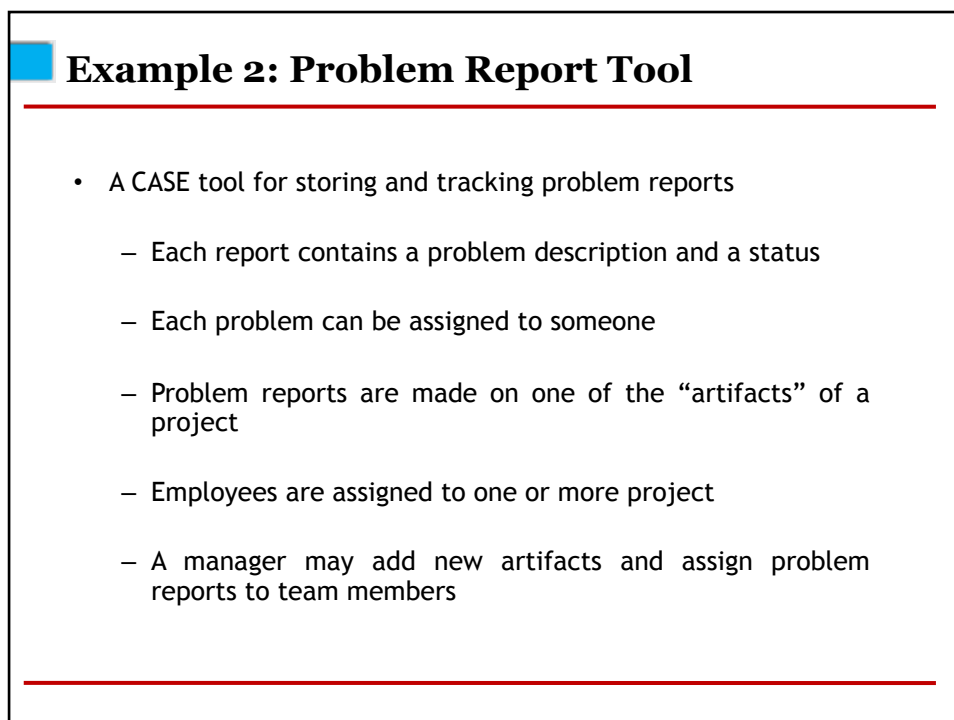 Example 2: Problem Report Tool
• A CASE tool for storing and tracking problem reports
– Each report contains a problem description and a status
– Each problem can be assigned to someone
– Problem reports are made on one of the “artifacts” of a
project
– Employees are assigned to one or more project
– A manager may add new artifacts and assign problem
reports to team members